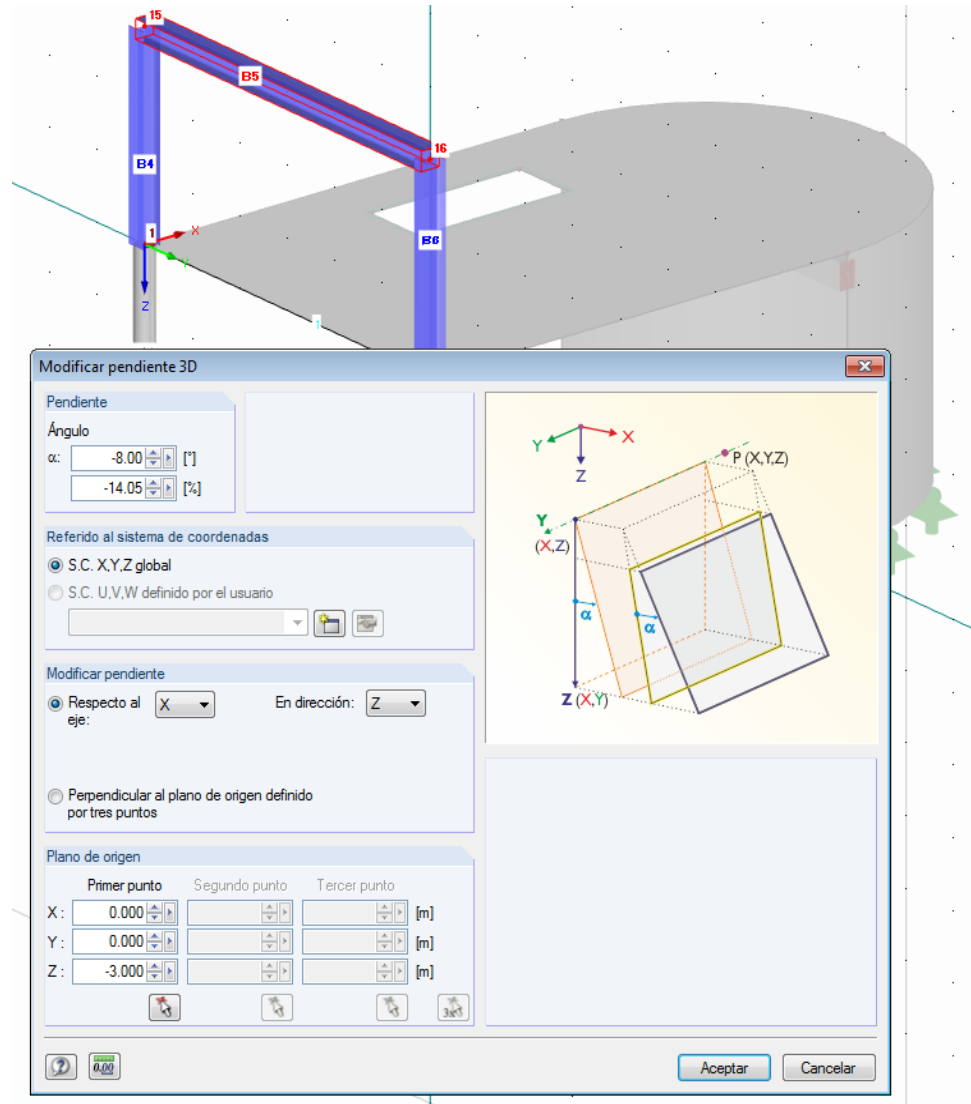 15
B5
16
B4
B6
1
X
Y
Z
1
Modificar pendiente 3D
Pendiente
Ángulo
α: -8.00 [°]
-14.05 [%]
Referido al sistema de coordenadas
S.C. X,Y,Z global
S.C. U,V,W definido por el usuario
Modificar pendiente
Respecto al eje: X En dirección: Z
Perpendicular al plano de origen definido
por tres puntos
Plano de origen
Primer punto Segundo punto Tercer punto
X : 0.000 [m]
Y : 0.000 [m]
Z : -3.000 [m]
3x
0.00
Aceptar Cancelar
Y X
Z
P (X,Y,Z)
Y
(X,Z)
α
α
Z (X,Y)